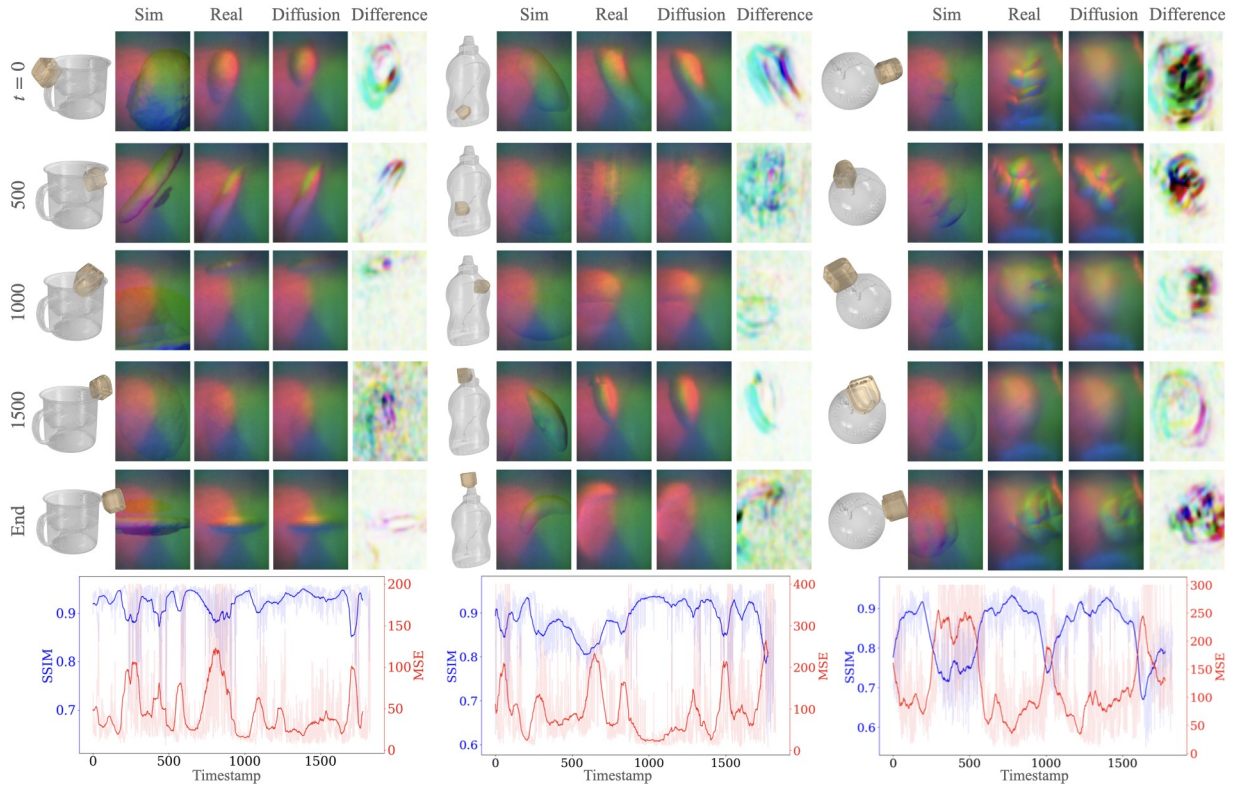 Sim Real Diffusion Difference Sim Real Diffusion Difference Sim Real Diffusion Difference
t = 0
500
1000
1500
End
0.9
0.8
0.7
SSIM
200
150
100
50
0
MSE
0 500 1000 1500
Timestamp
0.9
0.8
0.7
0.6
SSIM
400
300
200
100
0
MSE
0 500 1000 1500
Timestamp
0.9
0.8
0.7
0.6
SSIM
300
250
200
150
100
50
0
MSE
0 500 1000 1500
Timestamp